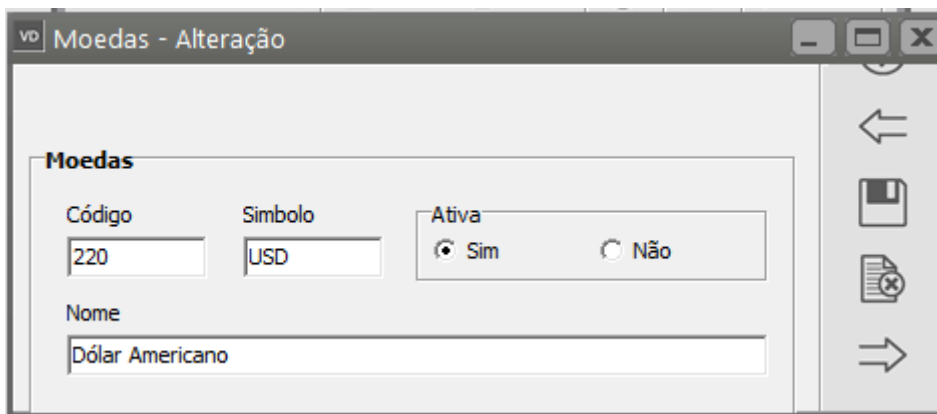 VD Moedas - Alteração
Moedas
Código Simbolo Ativa
220 USD Sim Não
Nome
Dólar Americano